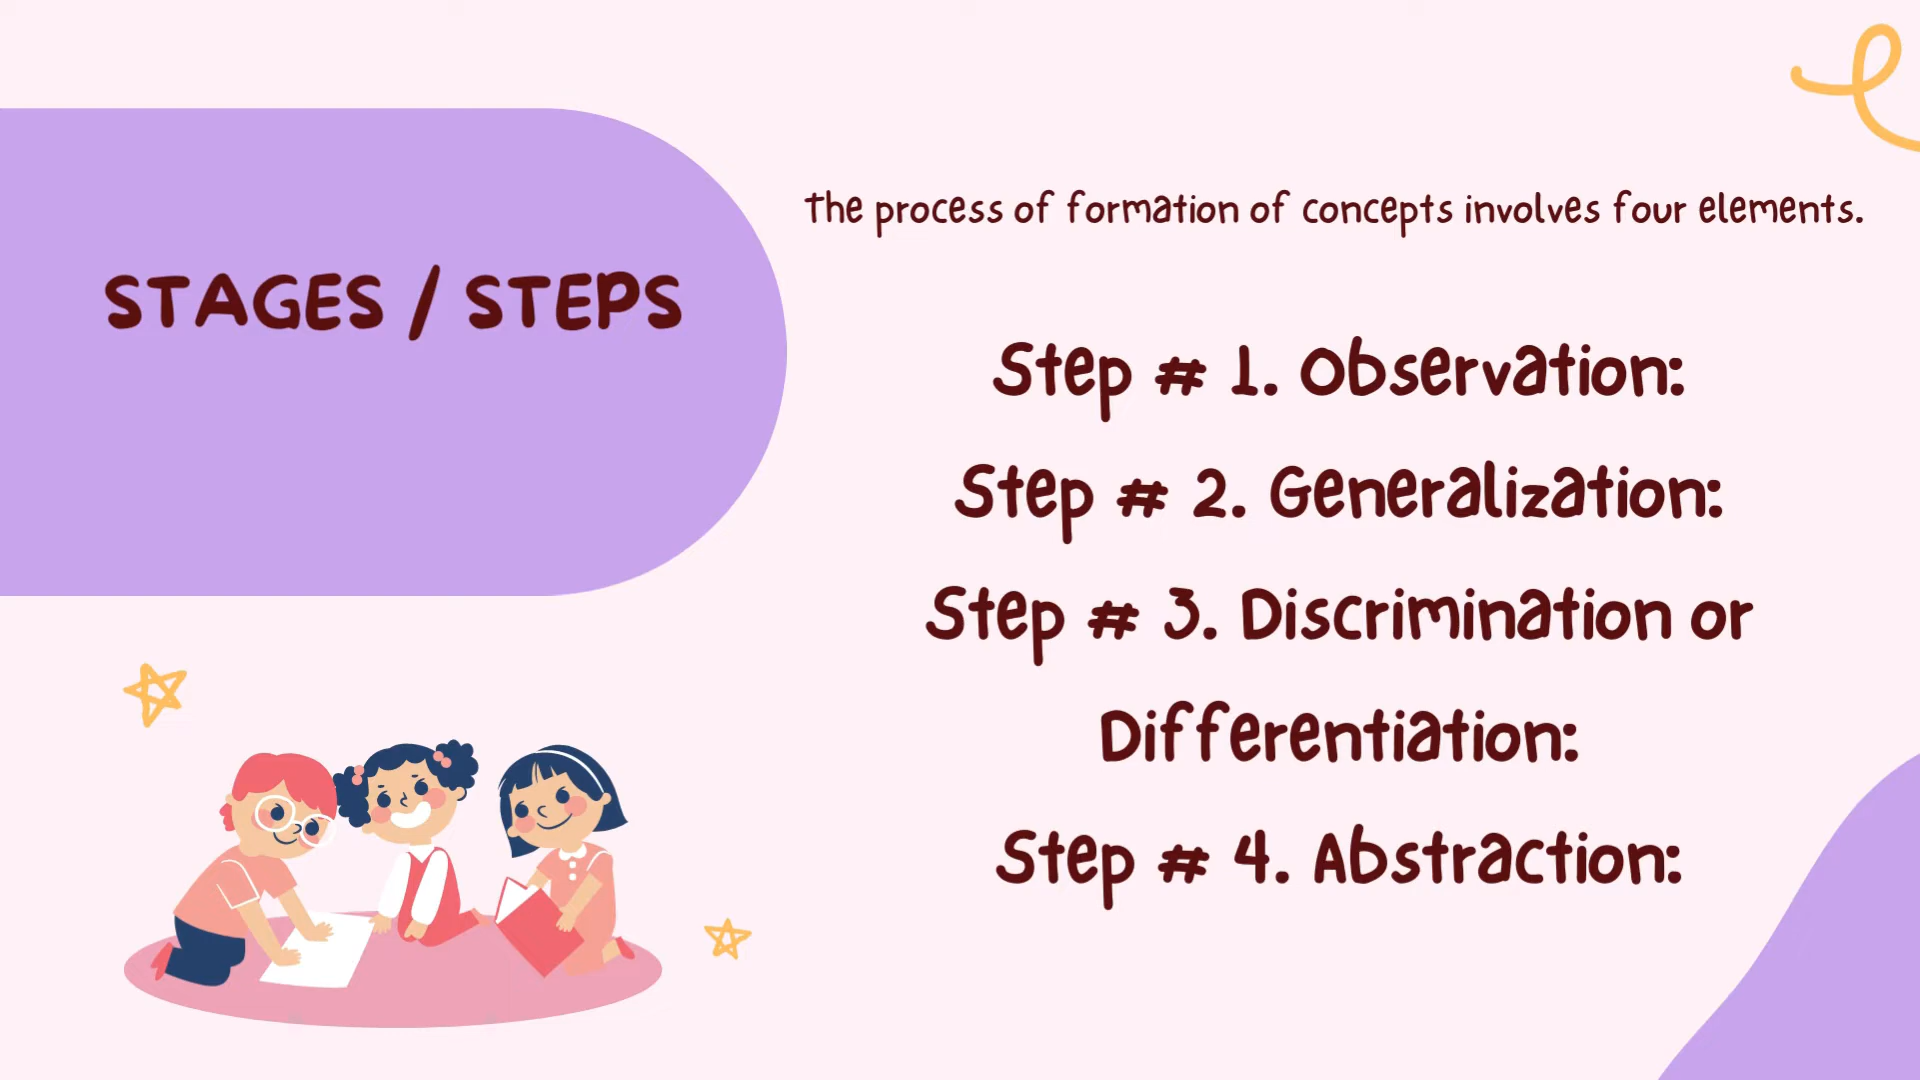 STAGES / STEPS
the process of formation of concepts involves four elements.
Step # 1. Observation:
Step # 2. Generalization:
Step # 3. Discrimination or
Differentiation:
Step # 4. Abstraction: